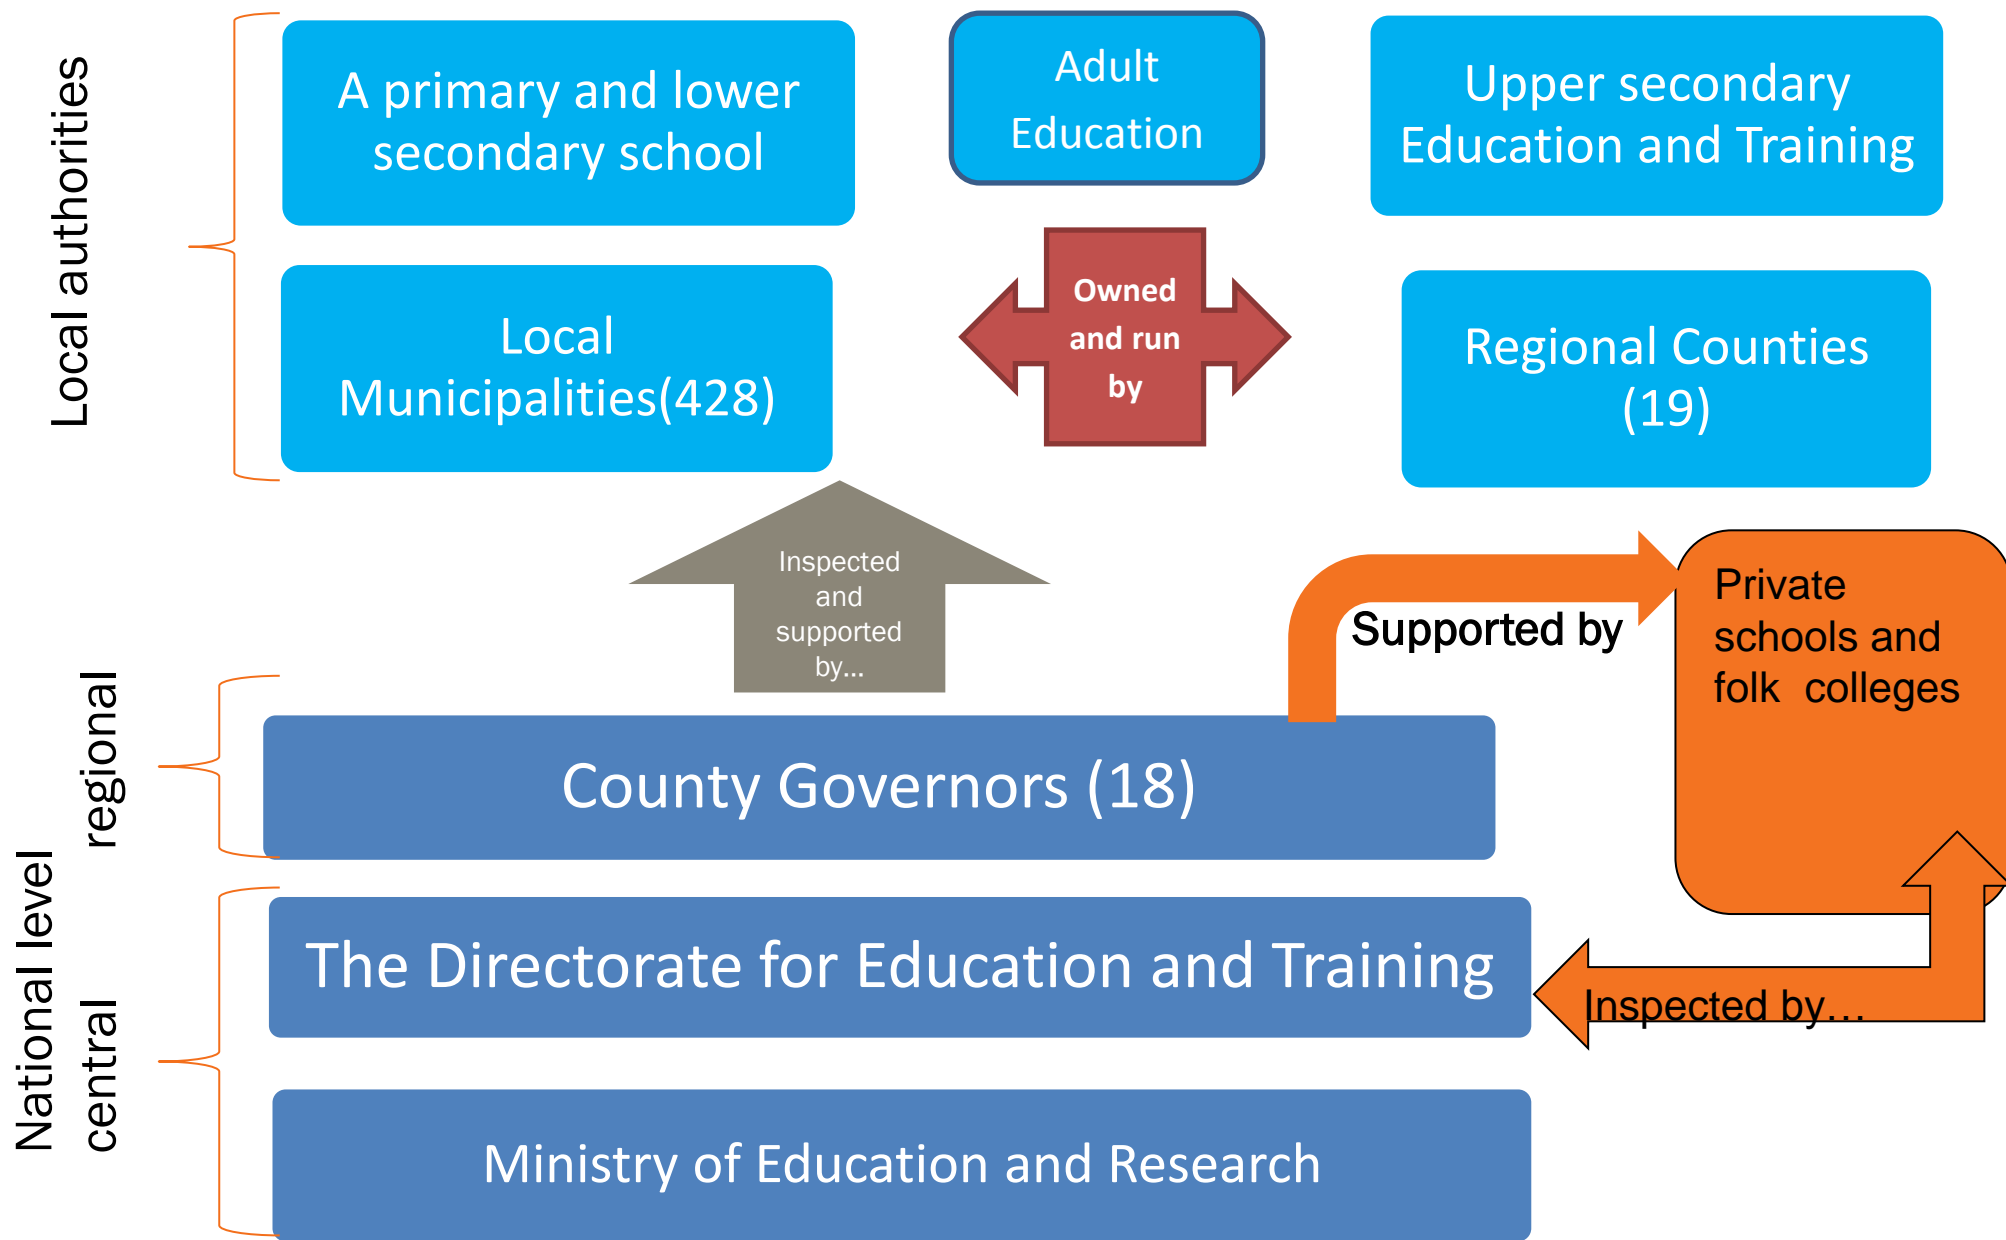 Local authorities
A primary and lower
secondary school
Adult
Education
Upper secondary
Education and Training
Local
Municipalities(428)
Owned
and run
by
Regional Counties
(19)
Inspected
and
supported
by...
Supported by
Private
schools and
folk colleges
National level
regional
County Governors (18)
central
The Directorate for Education and Training
Inspected by...
Ministry of Education and Research